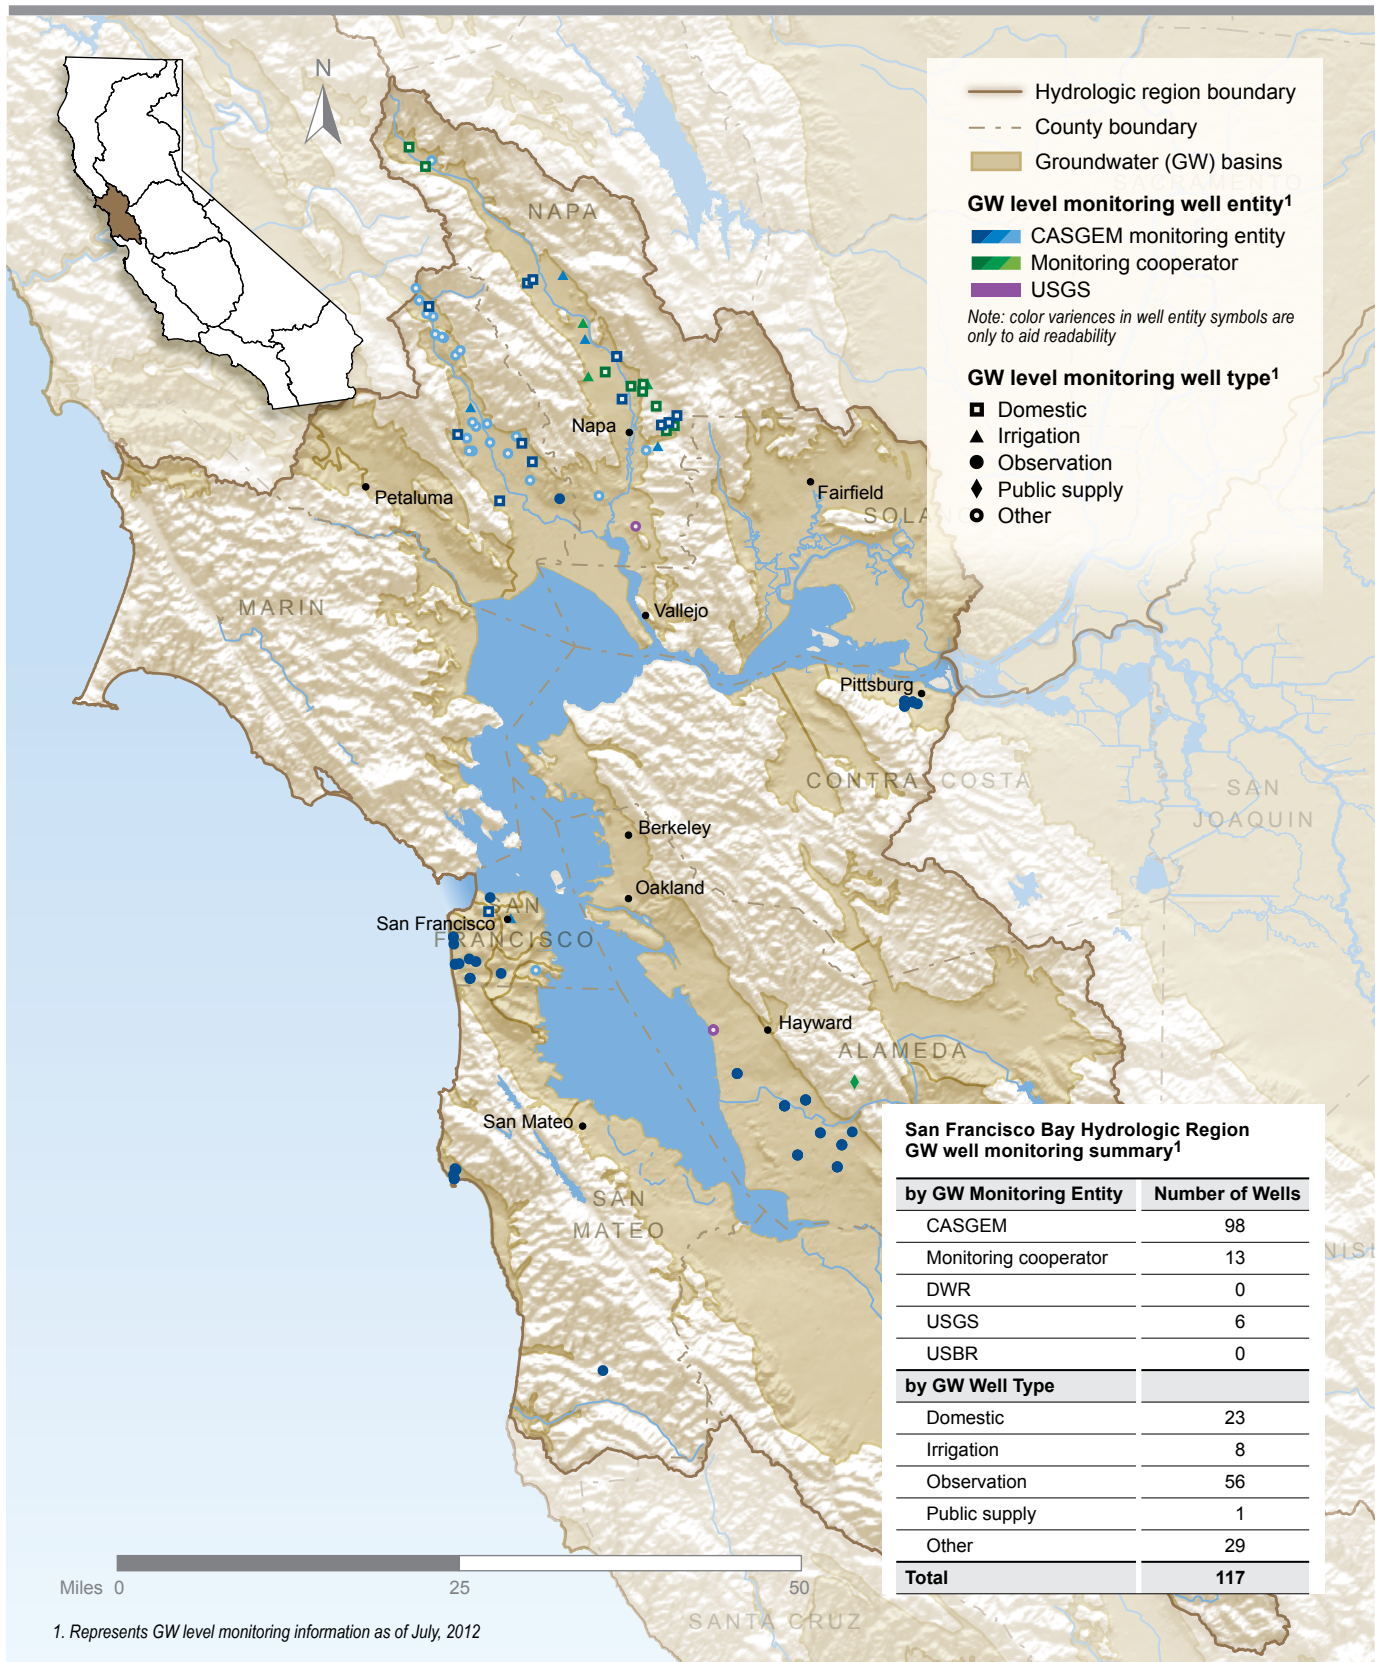 N
Hydrologic region boundary
County boundary
Groundwater (GW) basins
SACRAMENTO
GW level monitoring well entity1
CASGEM monitoring entity
Monitoring cooperator
USGS
Note: color variances in well entity symbols are
only to aid readability
GW level monitoring well type1
Domestic
Irrigation
Observation
Public supply
Other
NAPA
Napa
Petaluma
Fairfield
SOLANO
MARIN
Vallejo
Pittsburg
CONTRA COSTA
SAN
JOAQUIN
Berkeley
Oakland
San Francisco
SAN
FRANCISCO
Hayward
ALAMEDA
San Mateo
SAN
MATEO
San Francisco Bay Hydrologic Region
GW well monitoring summary1
by GW Monitoring Entity Number of Wells
CASGEM 98
Monitoring cooperator 13
DWR 0
USGS 6
USBR 0
by GW Well Type
Domestic 23
Irrigation 8
Observation 56
Public supply 1
Other 29
Total 117
Miles 0 25 50
SANTA CRUZ
1. Represents GW level monitoring information as of July, 2012